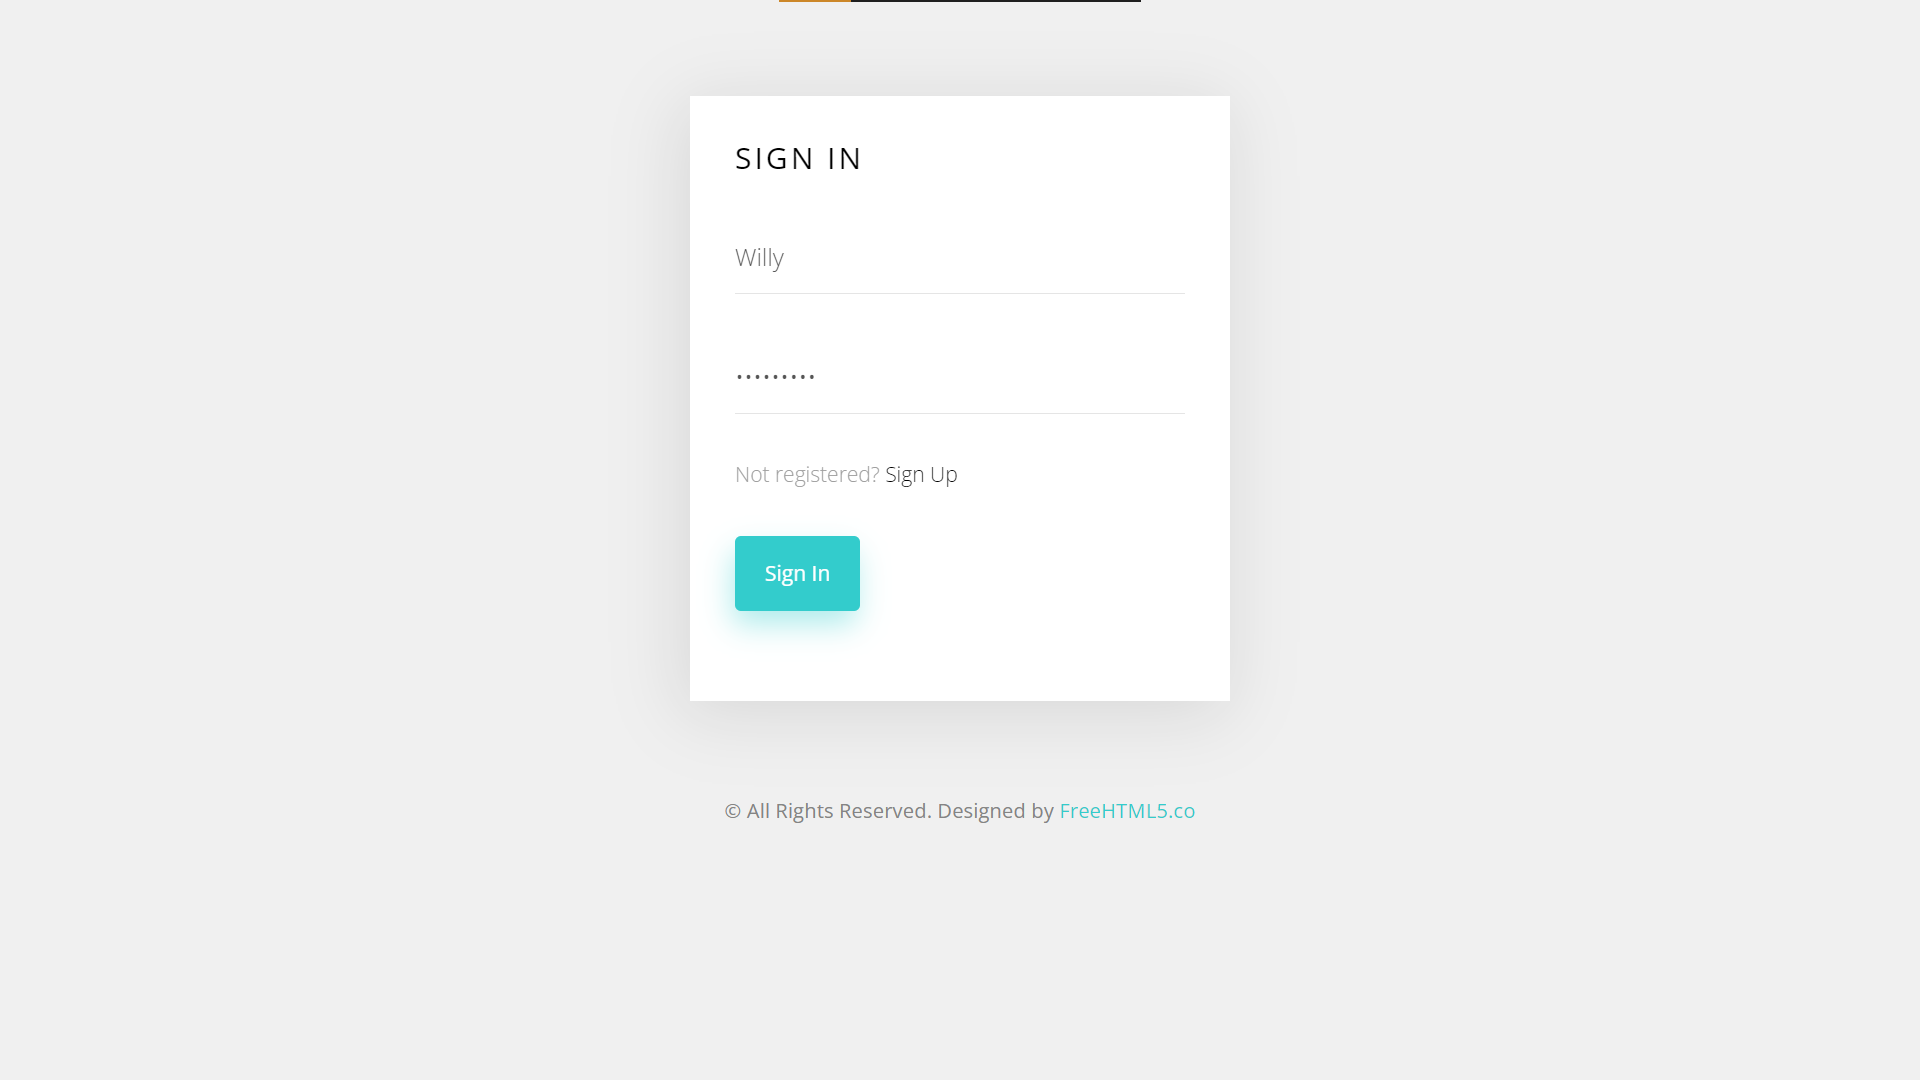 SIGN IN
Willy
•••••••••
Not registered? Sign Up
Sign In
© All Rights Reserved. Designed by FreeHTML5.co